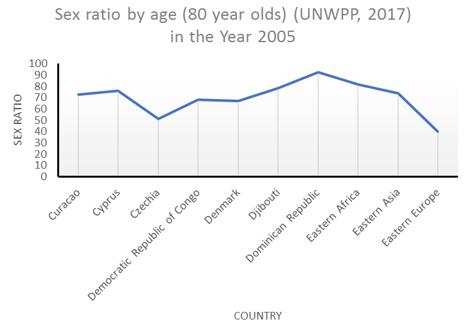 Sex ratio by age (80 year olds) (UNWPP, 2017)
in the Year 2005
SEX RATIO
100
90
80
70
60
50
40
30
20
10
0
Curacao
Cyprus
Czechia
Democratic Republic of Congo
Denmark
Djibouti
Dominican Republic
Eastern Africa
Eastern Asia
Eastern Europe
COUNTRY